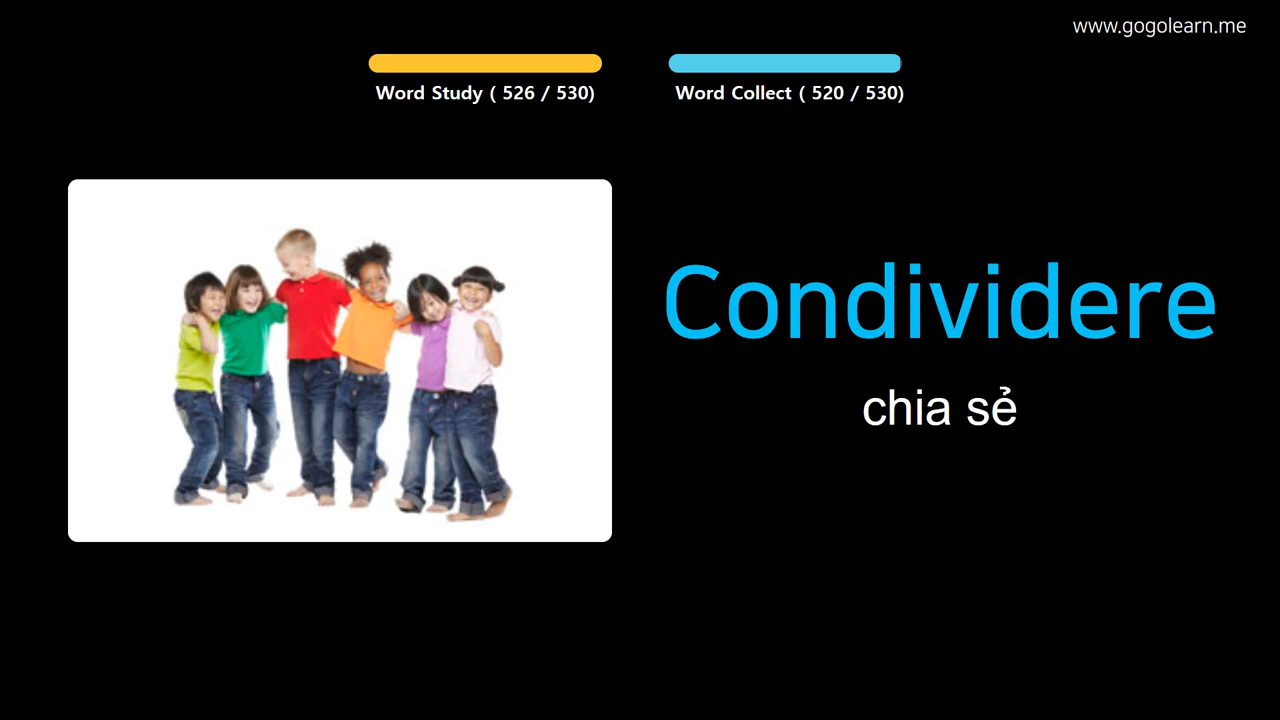 www.gogolearn.me
Word Study ( 526 / 530)
Word Collect ( 520 / 530)
Condividere
chia sẻ